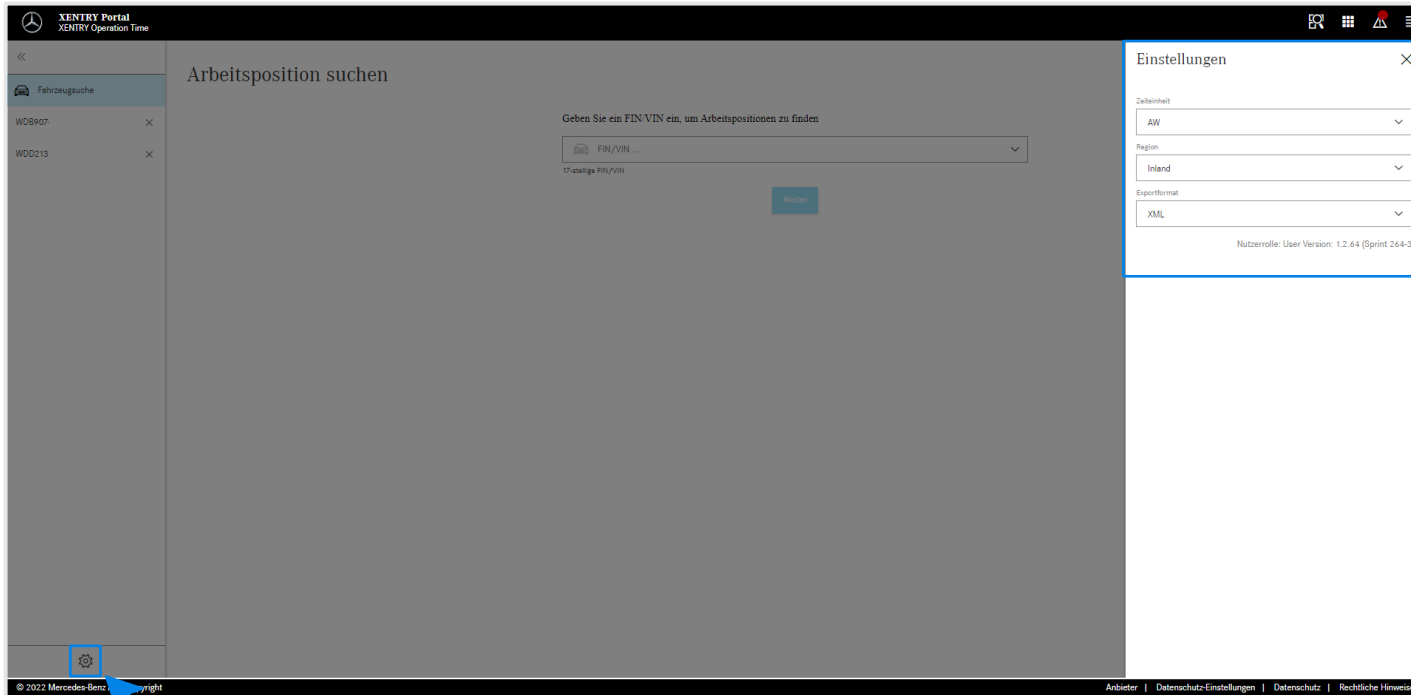 XENTRY Portal
XENTRY Operation Time
Fahrzeugsuche
WDB907-
WDD213
Arbeitsposition suchen
Geben Sie ein FIN/VIN ein, um Arbeitspositionen zu finden
FIN/VIN ...
17-stellige FIN/VIN
Weiter
Einstellungen
Zeiteinheit
AW
Region
Inland
Exportformat
XML
Nutzerrolle: User Version: 1.2.64 (Sprint 264-3
© 2022 Mercedes-Benz
Anbieter | Datenschutz-Einstellungen | Datenschutz | Rechtliche Hinweise